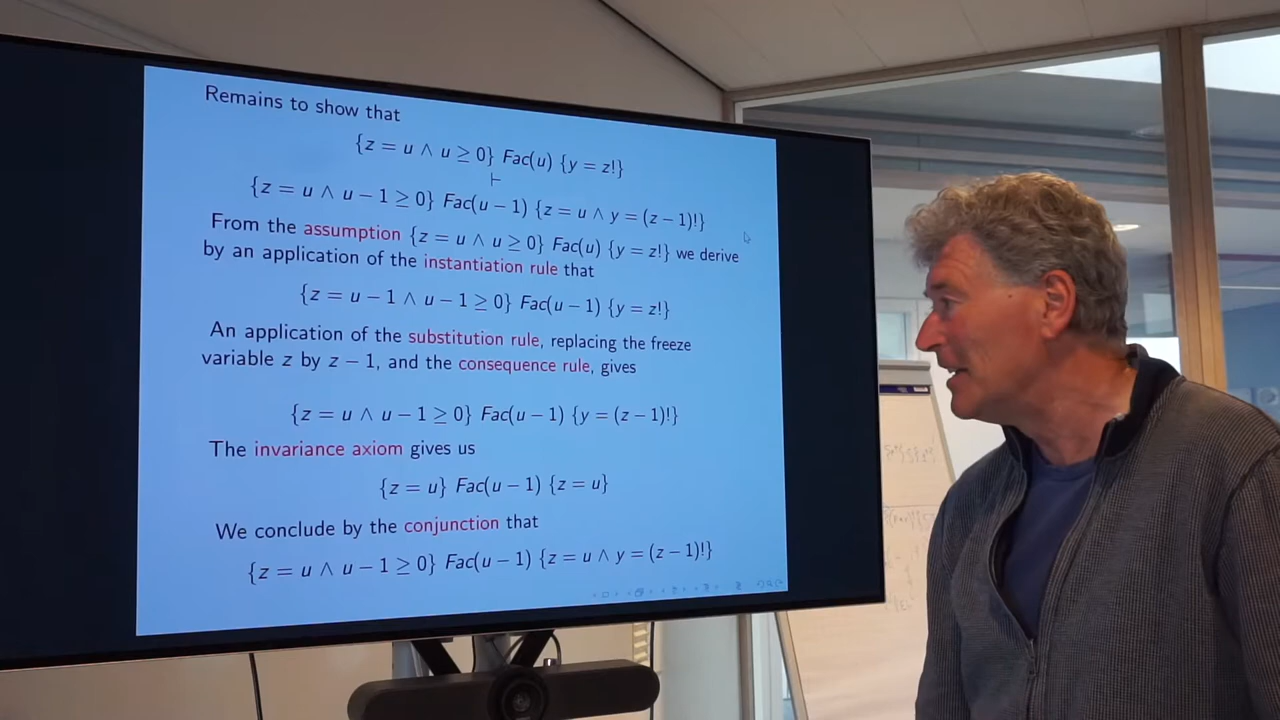 Remains to show that
{z = u ∧ u ≥ 0} Fac(u) {y = z!}
⊢
{z = u ∧ u − 1 ≥ 0} Fac(u − 1) {z = u ∧ y = (z − 1)!}
From the assumption {z = u ∧ u ≥ 0} Fac(u) {y = z!} we derive
by an application of the instantiation rule that
{z = u − 1 ∧ u − 1 ≥ 0} Fac(u − 1) {y = z!}
An application of the substitution rule, replacing the freeze
variable z by z − 1, and the consequence rule, gives
{z = u ∧ u − 1 ≥ 0} Fac(u − 1) {y = (z − 1)!}
The invariance axiom gives us
{z = u} Fac(u − 1) {z = u}
We conclude by the conjunction that
{z = u ∧ u − 1 ≥ 0} Fac(u − 1) {z = u ∧ y = (z − 1)!}